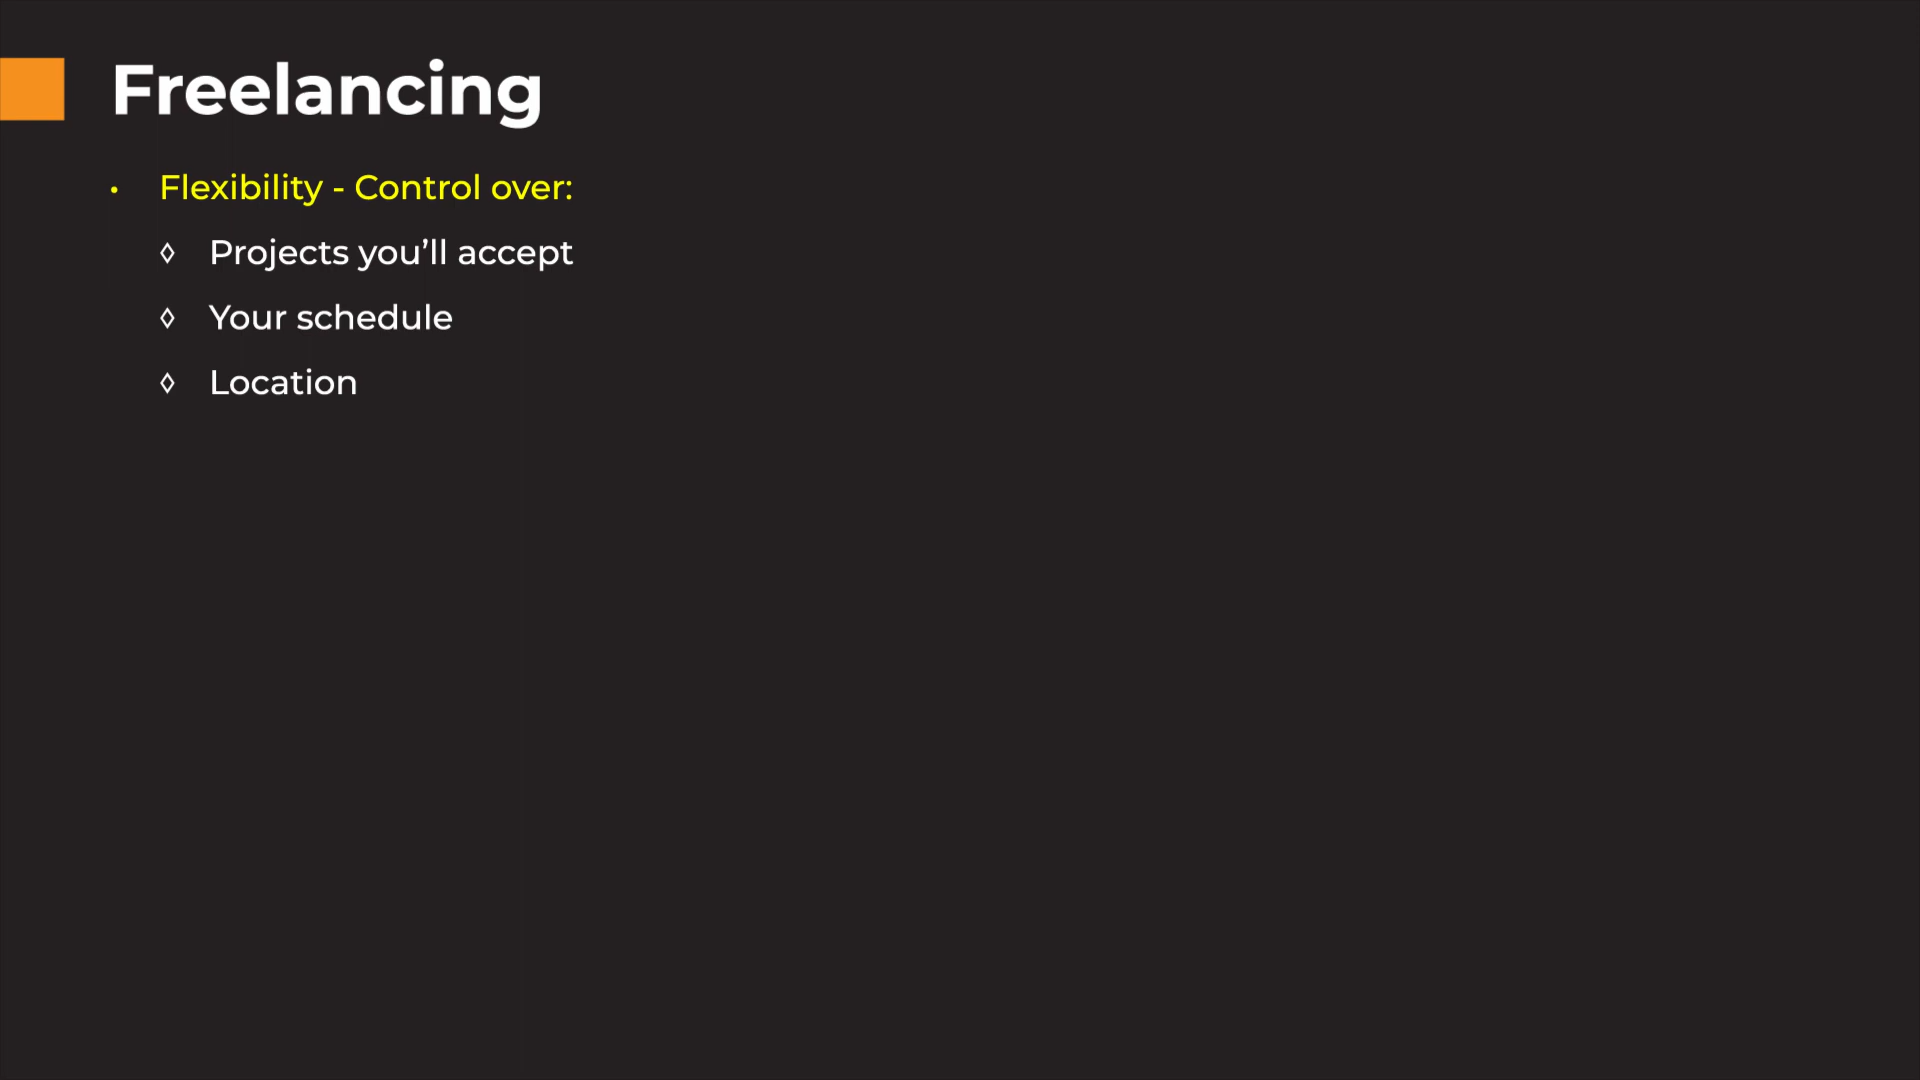 Freelancing
• Flexibility - Control over:
◊ Projects you’ll accept
◊ Your schedule
◊ Location